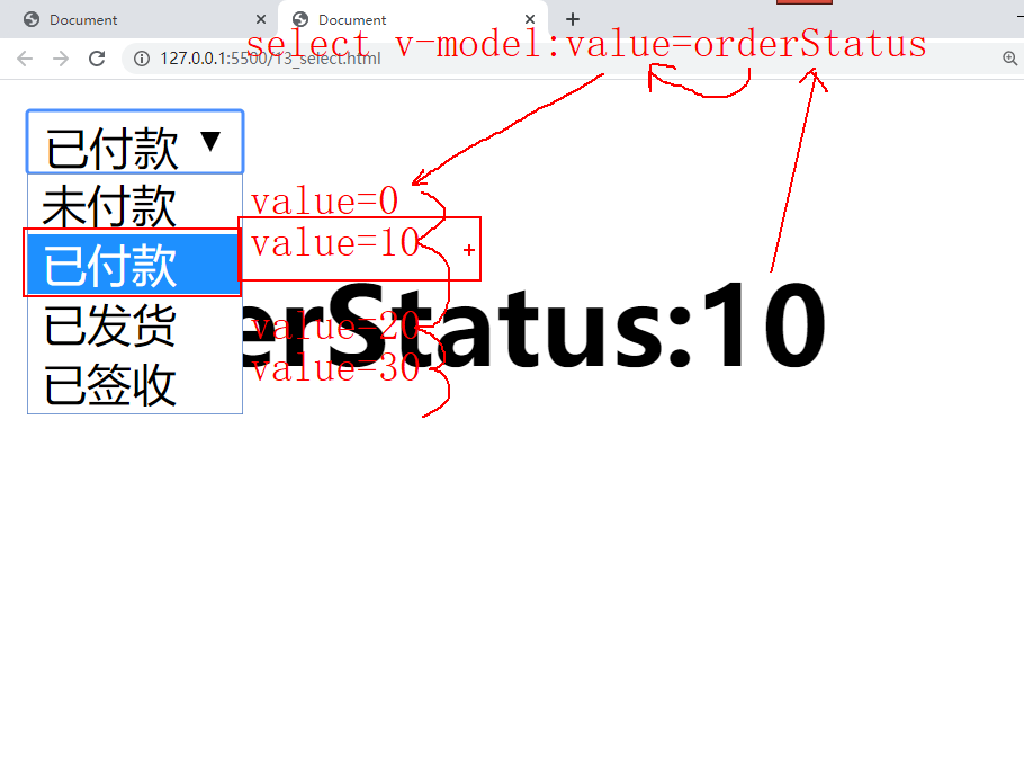 Document
Document
select v-model:value=orderStatus
127.0.0.1:5500/13_select.html
已付款
未付款
value=0
已付款
value=10
erStatus:10
已发货
value=20
已签收
value=30